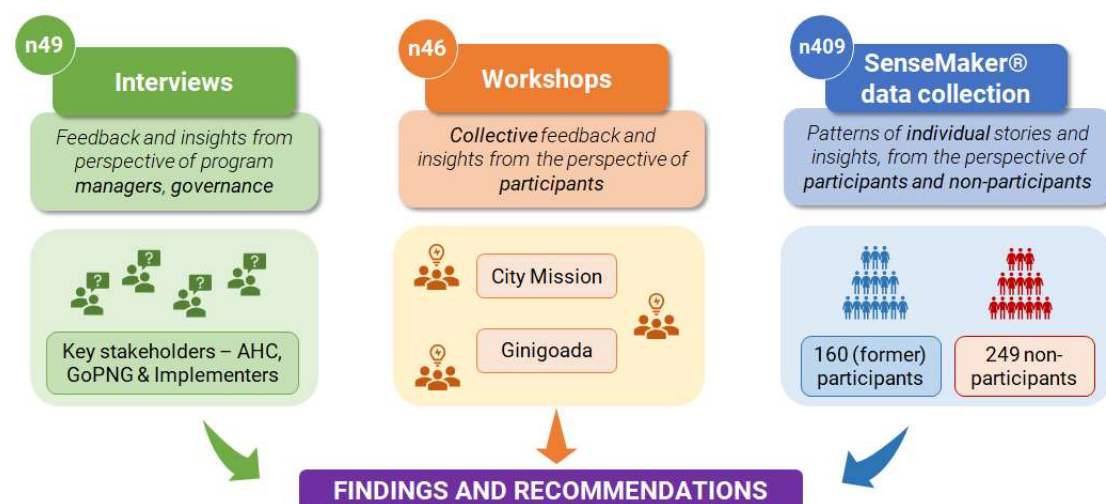 n49
Interviews
Feedback and insights from
perspective of program
managers, governance
?
?
?
?
Key stakeholders – AHC,
GoPNG & Implementers
n46
Workshops
Collective feedback and
insights from the perspective of
participants
City Mission
Ginigoada
n409
SenseMaker®
data collection
Patterns of individual stories and
insights, from the perspective of
participants and non-participants
160 (former)
participants
249 non-
participants
FINDINGS AND RECOMMENDATIONS